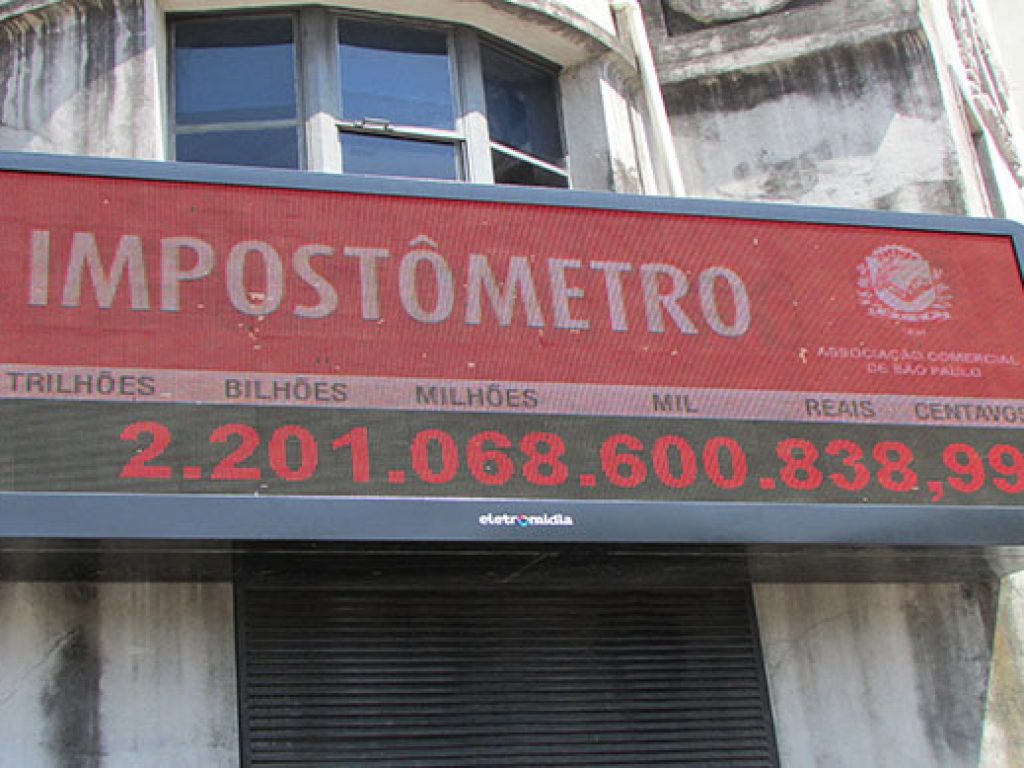 IMPOSTÔMETRO
ASSOCIAÇÃO COMERCIAL
DE SÃO PAULO
TRILHÕES BILHÕES MILHÕES MIL REAIS CENTAVOS
2.201.068.600.838,99
eletromidia